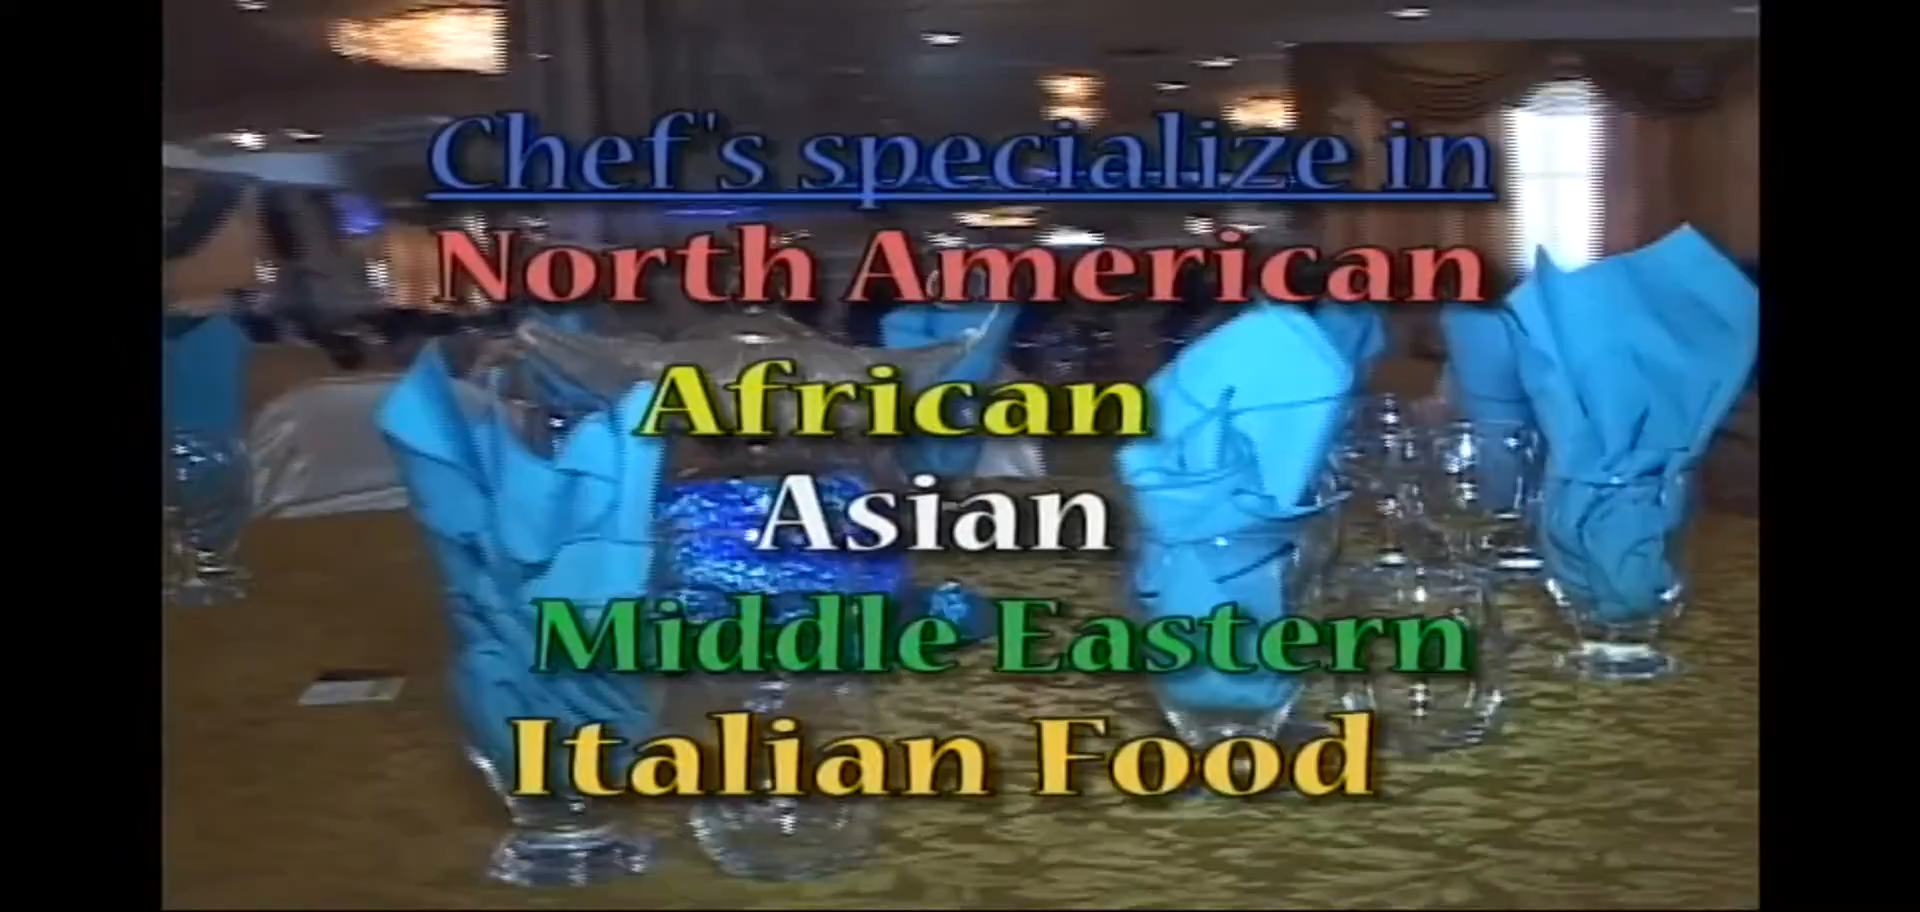 Chef's specialize in
North American
African
Asian
Middle Eastern
Italian Food